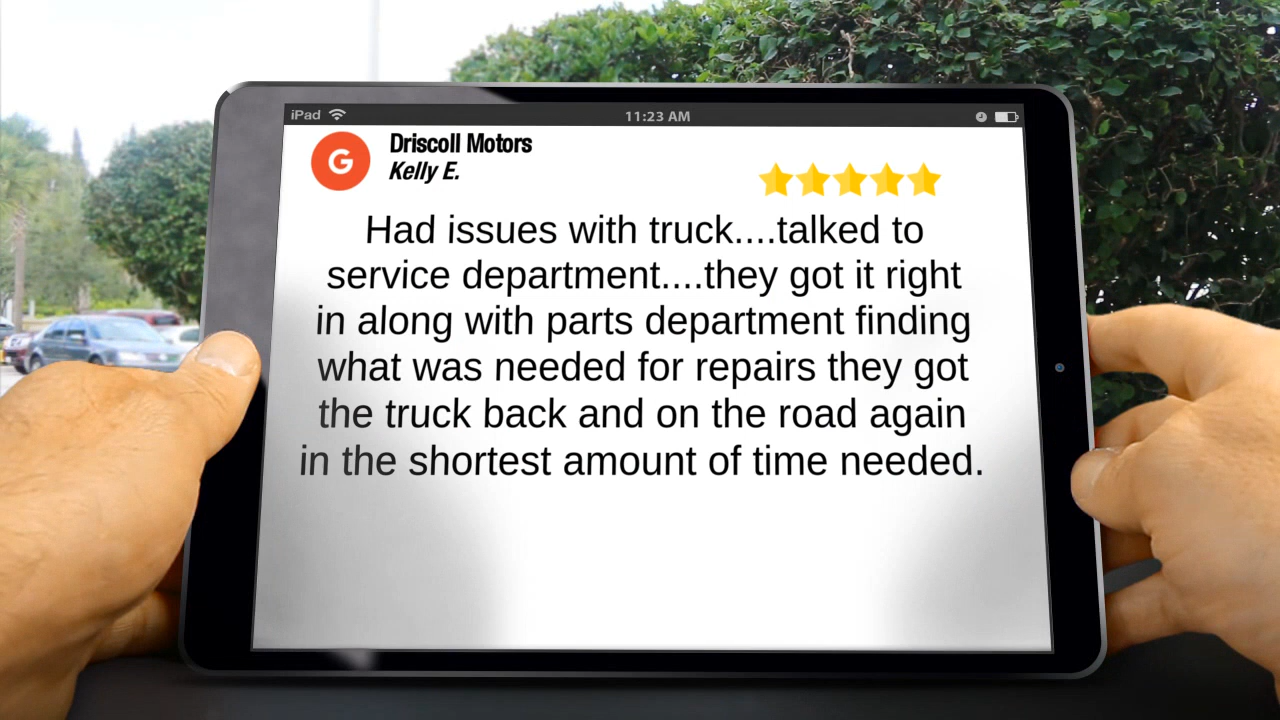 iPad 11:23 AM
G
Driscoll Motors
Kelly E.
Had issues with truck....talked to
service department....they got it right
in along with parts department finding
what was needed for repairs they got
the truck back and on the road again
in the shortest amount of time needed.